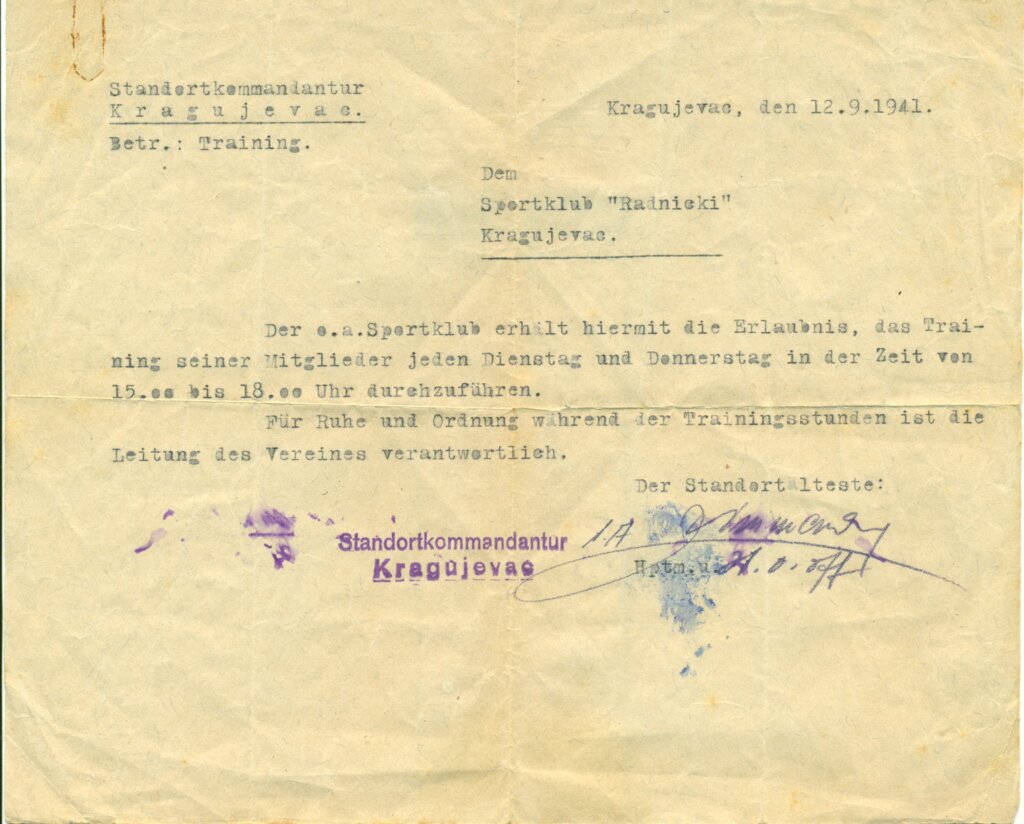 Standortkommandantur
Kragujevac.
Betr.: Training.
Kragujevac, den 12.9.1941.
Dem
Sportklub "Radnicki"
Kragujevac.
Der o.a.Sportklub erhält hiermit die Erlaubnis, das Trai-
ning seiner Mitglieder jeden Dienstag und Donnerstag in der Zeit von
15.oo bis 18.oo Uhr durchzuführen.
Für Ruhe und Ordnung während der Trainingsstunden ist die
Leitung des Vereines verantwortlich.
Der Standortälteste:
Standortkommandantur
Kragujevac
IA
Hptm.u.